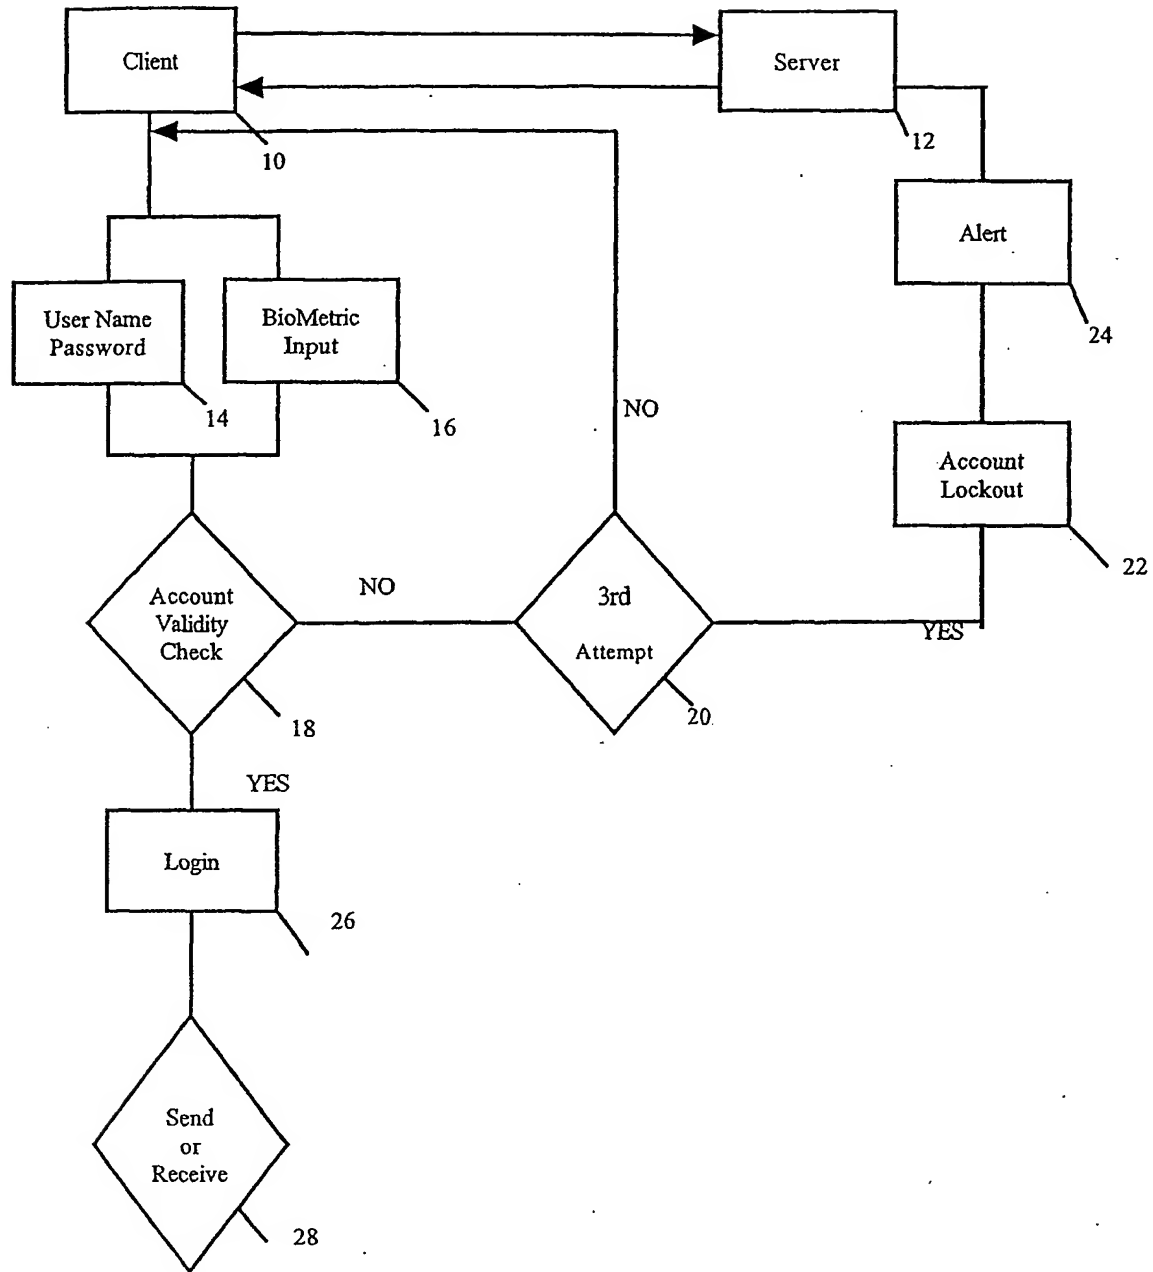 Client
Server
10
12
Alert
24
User Name
Password
14
BioMetric
Input
16
NO
Account
Lockout
22
Account
Validity
Check
18
NO
3rd
Attempt
20
YES
YES
Login
26
Send
or
Receive
28